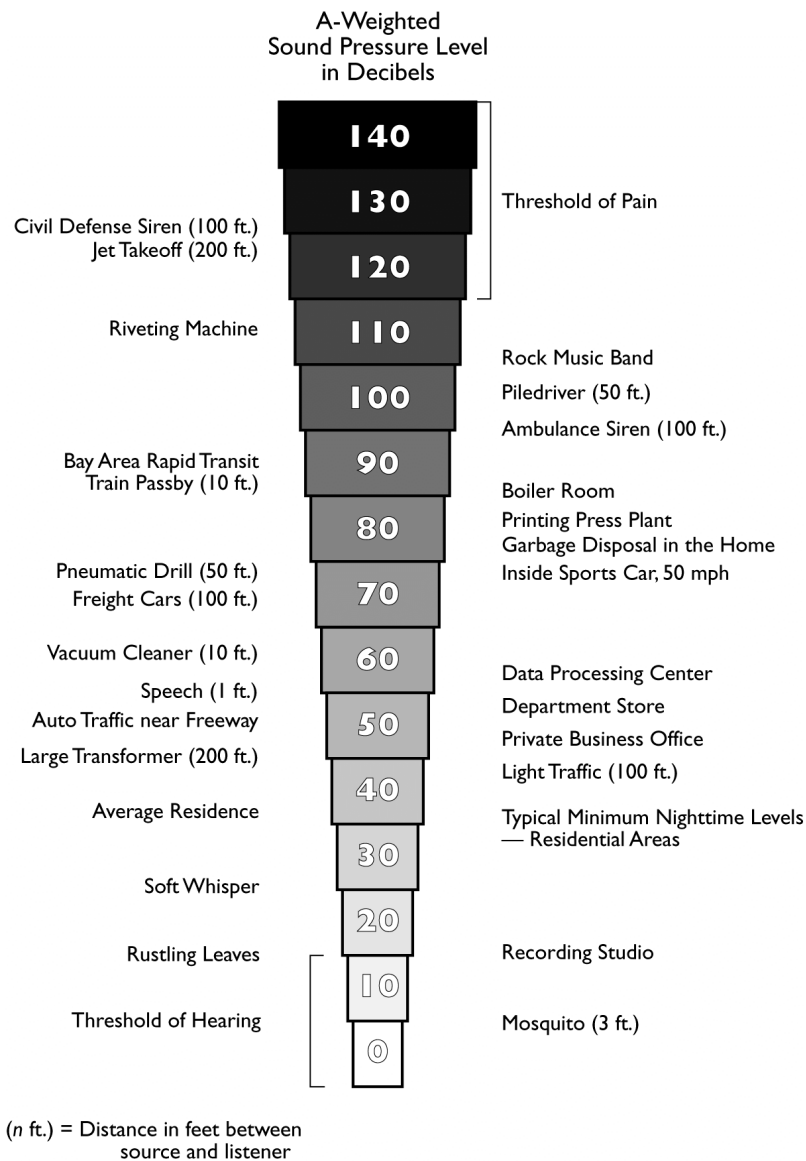 A-Weighted
Sound Pressure Level
in Decibels
140
130
Threshold of Pain
Civil Defense Siren (100 ft.)
Jet Takeoff (200 ft.)
120
Riveting Machine
110
Rock Music Band
Piledriver (50 ft.)
100
Ambulance Siren (100 ft.)
Bay Area Rapid Transit
Train Passby (10 ft.)
90
Boiler Room
Printing Press Plant
80
Garbage Disposal in the Home
Pneumatic Drill (50 ft.)
Inside Sports Car, 50 mph
Freight Cars (100 ft.)
70
Vacuum Cleaner (10 ft.)
60
Data Processing Center
Speech (1 ft.)
Department Store
Auto Traffic near Freeway
50
Private Business Office
Large Transformer (200 ft.)
Light Traffic (100 ft.)
40
Average Residence
Typical Minimum Nighttime Levels
— Residential Areas
30
Soft Whisper
20
Rustling Leaves
Recording Studio
10
Threshold of Hearing
Mosquito (3 ft.)
0
(n ft.) = Distance in feet between
source and listener